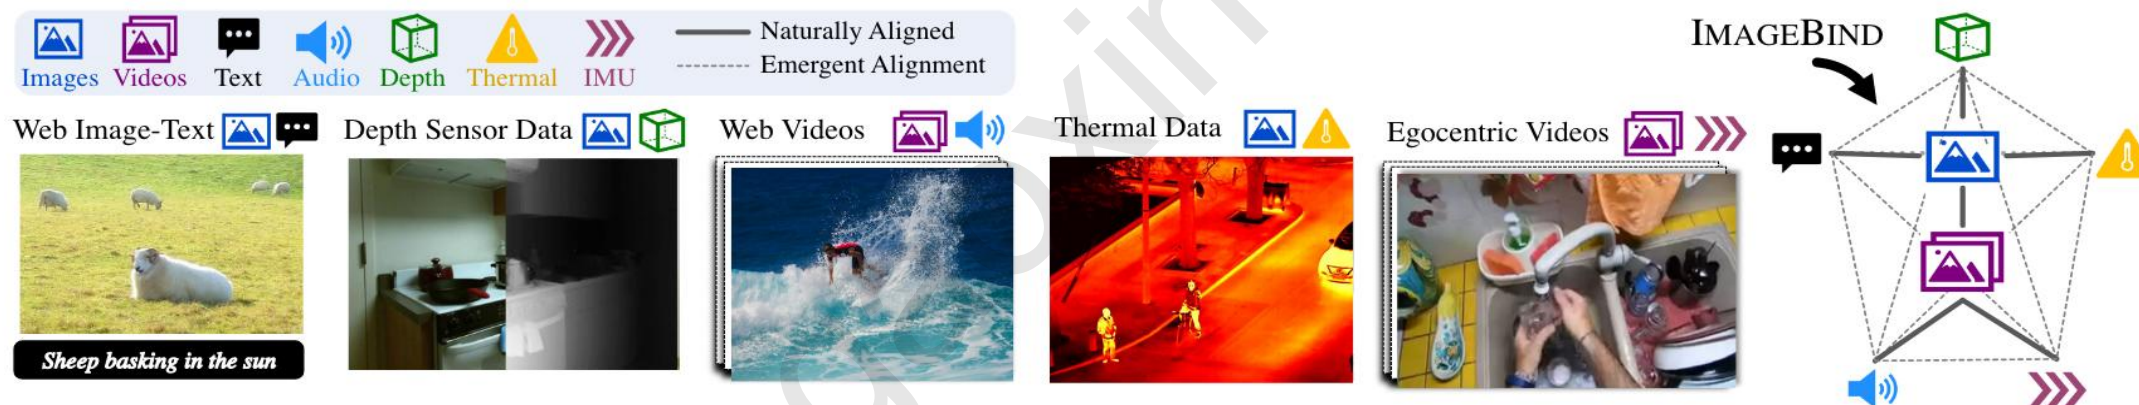 Images Videos Text Audio Depth Thermal IMU
Naturally Aligned
Emergent Alignment
IMAGEBIND
Web Image-Text
Depth Sensor Data
Web Videos
Thermal Data
Egocentric Videos
Sheep basking in the sun